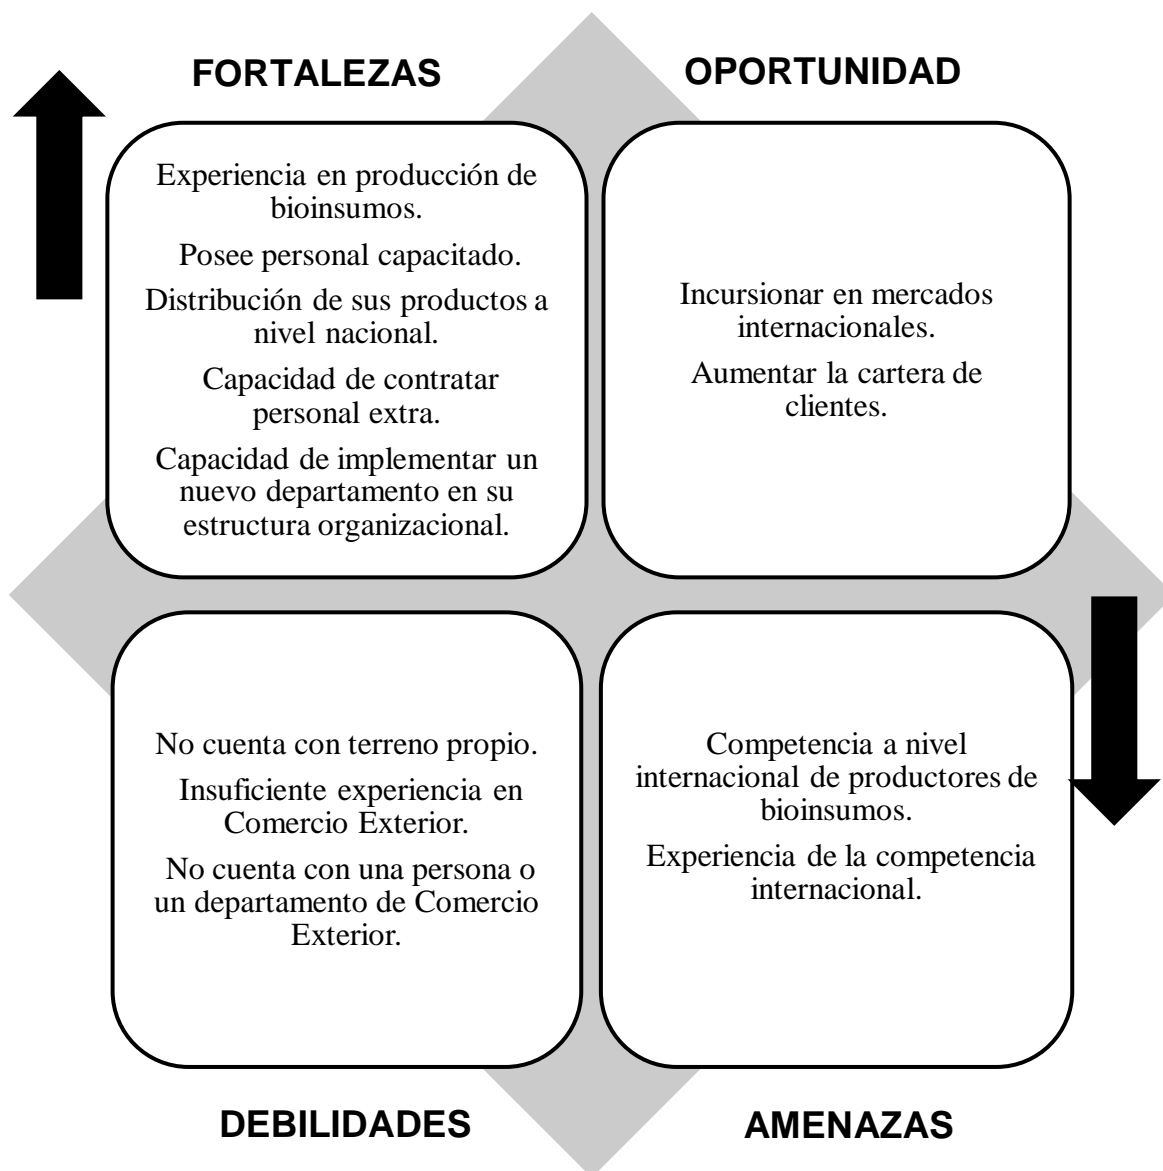 FORTALEZAS
Experiencia en producción de
bioinsumos.
Posee personal capacitado.
Distribución de sus productos a
nivel nacional.
Capacidad de contratar
personal extra.
Capacidad de implementar un
nuevo departamento en su
estructura organizacional.
OPORTUNIDAD
Incursionar en mercados
internacionales.
Aumentar la cartera de
clientes.
No cuenta con terreno propio.
Insuficiente experiencia en
Comercio Exterior.
No cuenta con una persona o
un departamento de Comercio
Exterior.
DEBILIDADES
Competencia a nivel
internacional de productores de
bioinsumos.
Experiencia de la competencia
internacional.
AMENAZAS